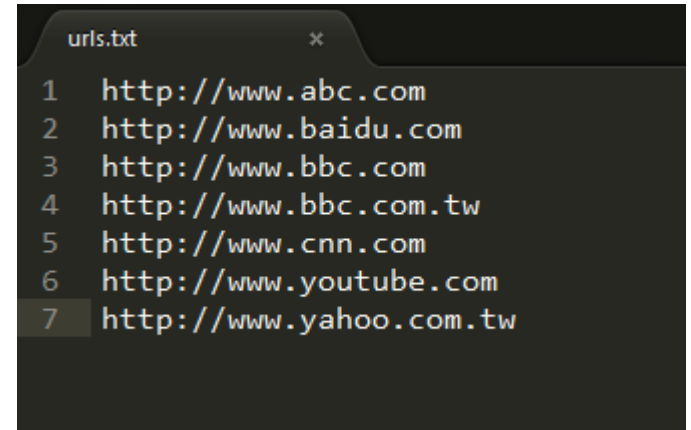 urls.txt ×
1 http://www.abc.com
2 http://www.baidu.com
3 http://www.bbc.com
4 http://www.bbc.com.tw
5 http://www.cnn.com
6 http://www.youtube.com
7 http://www.yahoo.com.tw